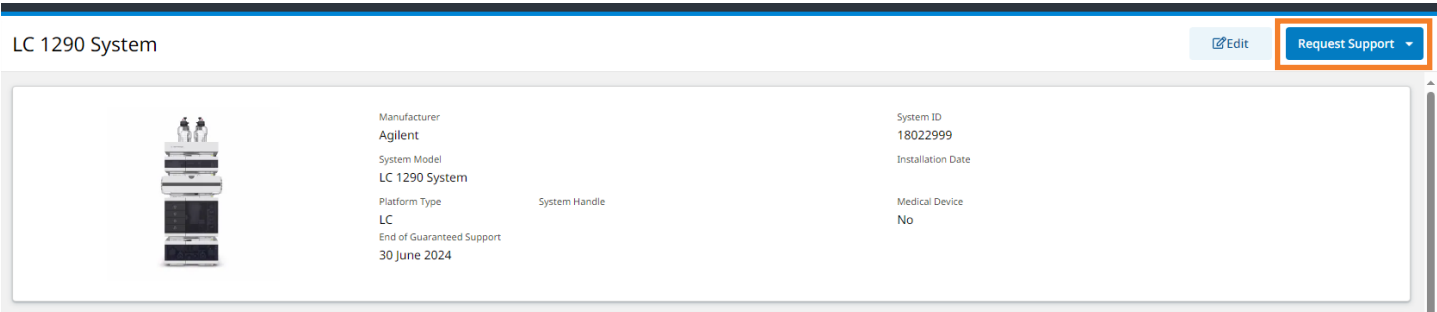 LC 1290 System
Edit
Request Support
Manufacturer
Agilent
System ID
18022999
System Model
LC 1290 System
Installation Date
Platform Type
LC
System Handle
Medical Device
No
End of Guaranteed Support
30 June 2024